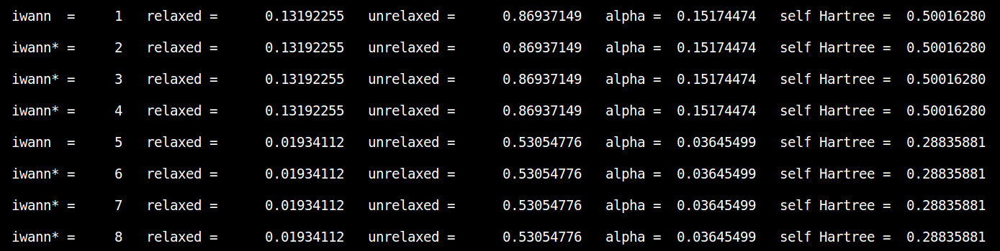 iwann  =     1   relaxed =      0.13192255   unrelaxed =      0.86937149   alpha =  0.15174474   self Hartree =  0.50016280
iwann* =     2   relaxed =      0.13192255   unrelaxed =      0.86937149   alpha =  0.15174474   self Hartree =  0.50016280
iwann* =     3   relaxed =      0.13192255   unrelaxed =      0.86937149   alpha =  0.15174474   self Hartree =  0.50016280
iwann* =     4   relaxed =      0.13192255   unrelaxed =      0.86937149   alpha =  0.15174474   self Hartree =  0.50016280
iwann  =     5   relaxed =      0.01934112   unrelaxed =      0.53054776   alpha =  0.03645499   self Hartree =  0.28835881
iwann* =     6   relaxed =      0.01934112   unrelaxed =      0.53054776   alpha =  0.03645499   self Hartree =  0.28835881
iwann* =     7   relaxed =      0.01934112   unrelaxed =      0.53054776   alpha =  0.03645499   self Hartree =  0.28835881
iwann* =     8   relaxed =      0.01934112   unrelaxed =      0.53054776   alpha =  0.03645499   self Hartree =  0.28835881